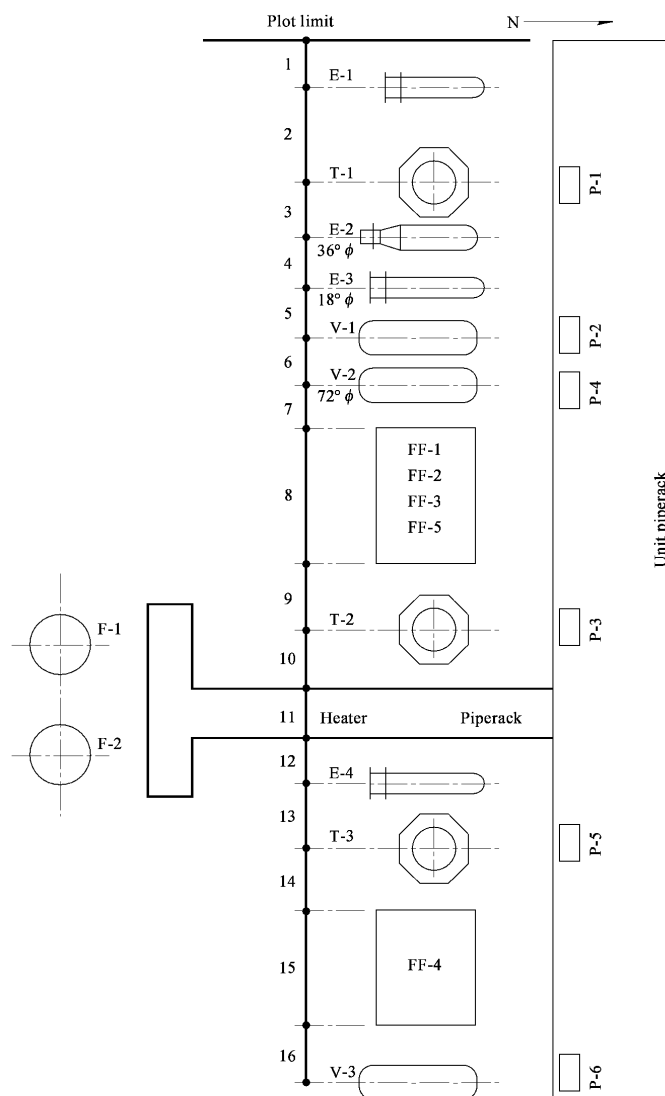 Plot limit
N
1
E-1
2
T-1
P-1
3
E-2
36° ϕ
4
E-3
18° ϕ
5
V-1
P-2
6
V-2
72° ϕ
P-4
7
8
FF-1
FF-2
FF-3
FF-5
Unit piperack
9
T-2
P-3
F-1
10
11
Heater
Piperack
F-2
12
E-4
13
T-3
P-5
14
15
FF-4
16
V-3
P-6